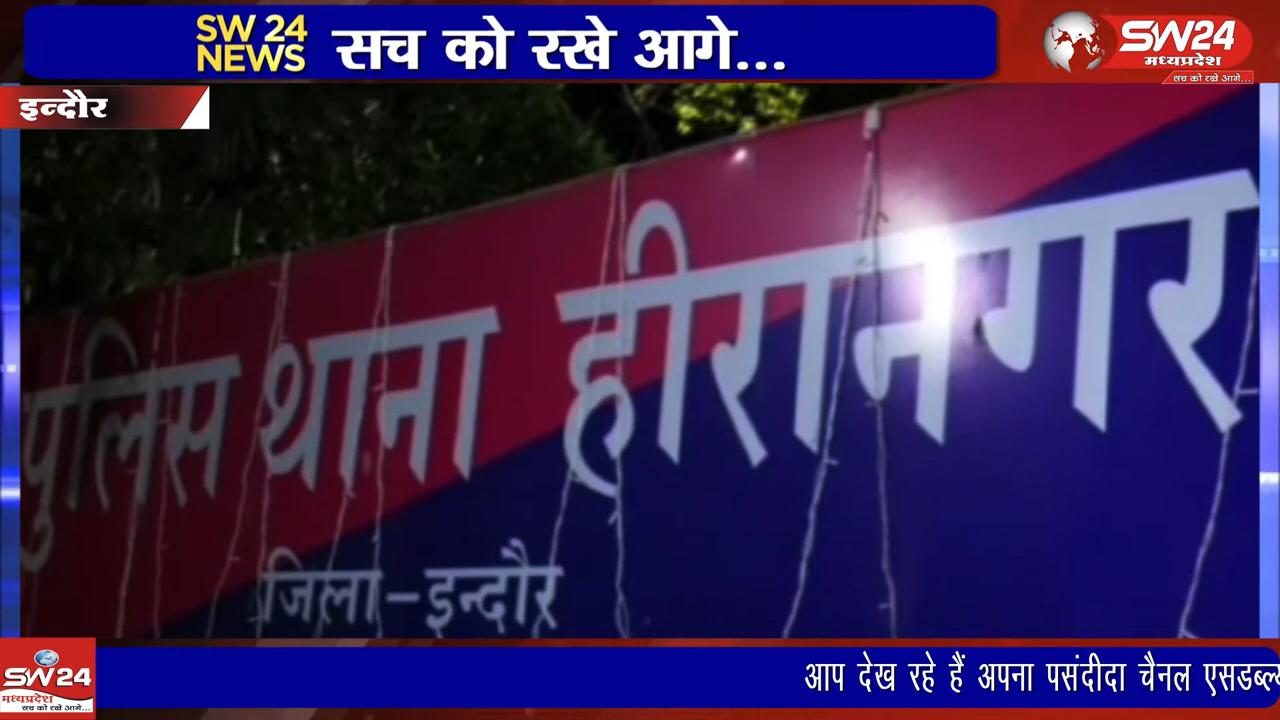 SW 24
NEWS
सच को रखे आगे...
SW24
मध्यप्रदेश
सच को रखे आगे...
इन्दौर
पुलिस थाना हीरानगर
जिला-इन्दौर
SW24
मध्यप्रदेश
सच को रखे आगे...
आप देख रहे हैं अपना पसंदीदा चैनल